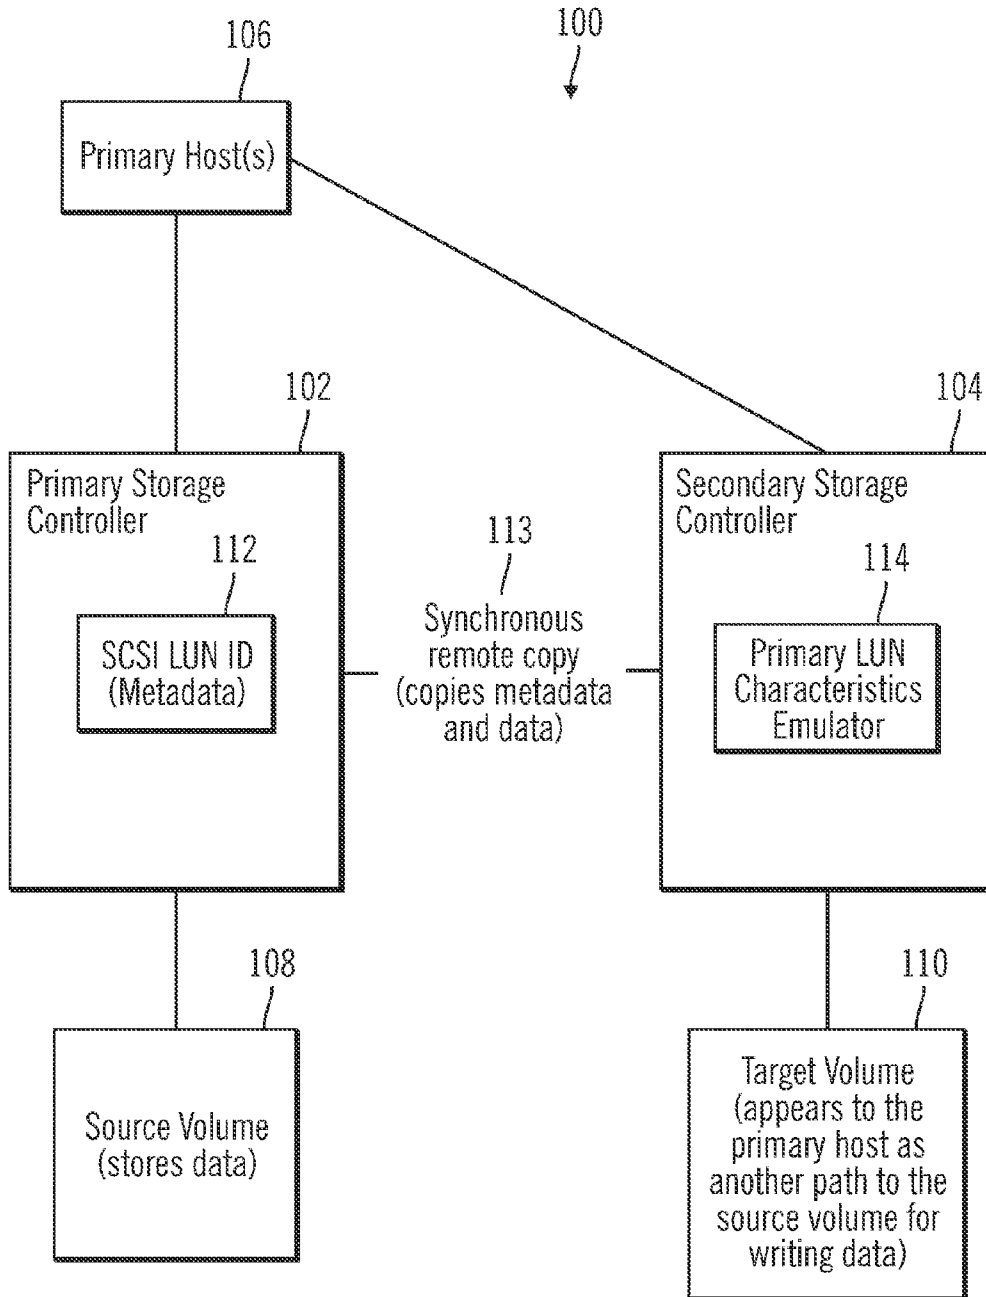 106
100
Primary Host(s)
102
104
Primary Storage
Controller
Secondary Storage
Controller
112
113
114
SCSI LUN ID
(Metadata)
Synchronous
remote copy
(copies metadata
and data)
Primary LUN
Characteristics
Emulator
108
110
Source Volume
(stores data)
Target Volume
(appears to the
primary host as
another path to the
source volume for
writing data)